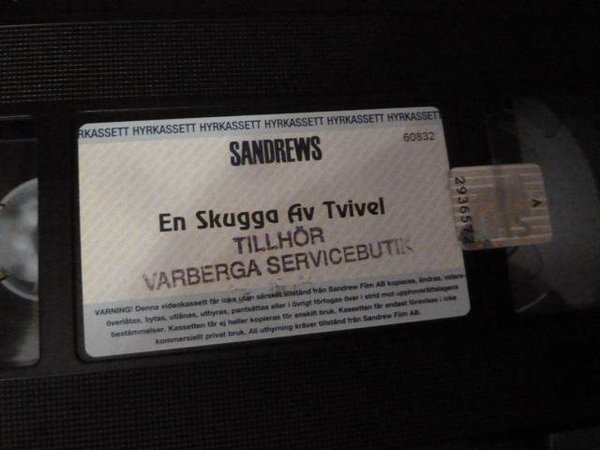 RKASSETT HYRKASSETT HYRKASSETT HYRKASSETT HYRKASSETT HYRKASSETT
60832
SANDREWS
En Skugga Av Tvivel
TILLHÖR
VARBERGA SERVICEBUTIK
VARNING! Denna videokassett får icke utan särskilt tillstånd från Sandrew Film AB kopieras, ändras, vidare-
överlåtas, bytas, utlånas, uthyras, pantsättas eller i övrigt förfogas över i strid mot upphovsrättslagens
bestämmelser. Kassetten får ej heller kopieras för enskilt bruk. Kassetten får endast förevisas i icke
kommersiellt privat bruk. All uthyrning kräver tillstånd från Sandrew Film AB.
A